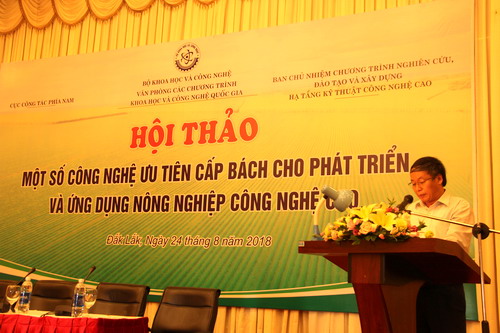 CỤC CÔNG TÁC PHÍA NAM
BỘ KHOA HỌC VÀ CÔNG NGHỆ
VĂN PHÒNG CÁC CHƯƠNG TRÌNH
KHOA HỌC VÀ CÔNG NGHỆ QUỐC GIA
BAN CHỦ NHIỆM CHƯƠNG TRÌNH NGHIÊN CỨU,
ĐÀO TẠO VÀ XÂY DỰNG
HẠ TẦNG KỸ THUẬT CÔNG NGHỆ CAO
HỘI THẢO
MỘT SỐ CÔNG NGHỆ ƯU TIÊN CẤP BÁCH CHO PHÁT TRIỂN
VÀ ỨNG DỤNG NÔNG NGHIỆP CÔNG NGHỆ CAO
Đắk Lắk, Ngày 24 tháng 8 năm 2018